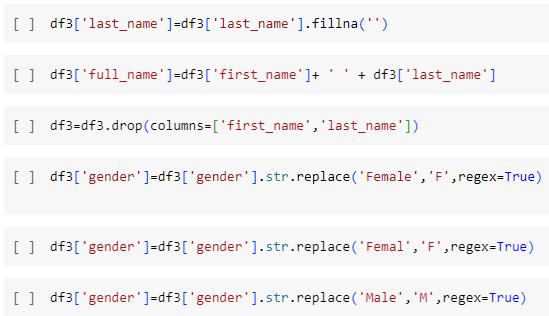 [ ] df3['last_name']=df3['last_name'].fillna('')
[ ] df3['full_name']=df3['first_name']+ ' ' + df3['last_name']
[ ] df3=df3.drop(columns=['first_name','last_name'])
[ ] df3['gender']=df3['gender'].str.replace('Female','F',regex=True)
[ ] df3['gender']=df3['gender'].str.replace('Femal','F',regex=True)
[ ] df3['gender']=df3['gender'].str.replace('Male','M',regex=True)